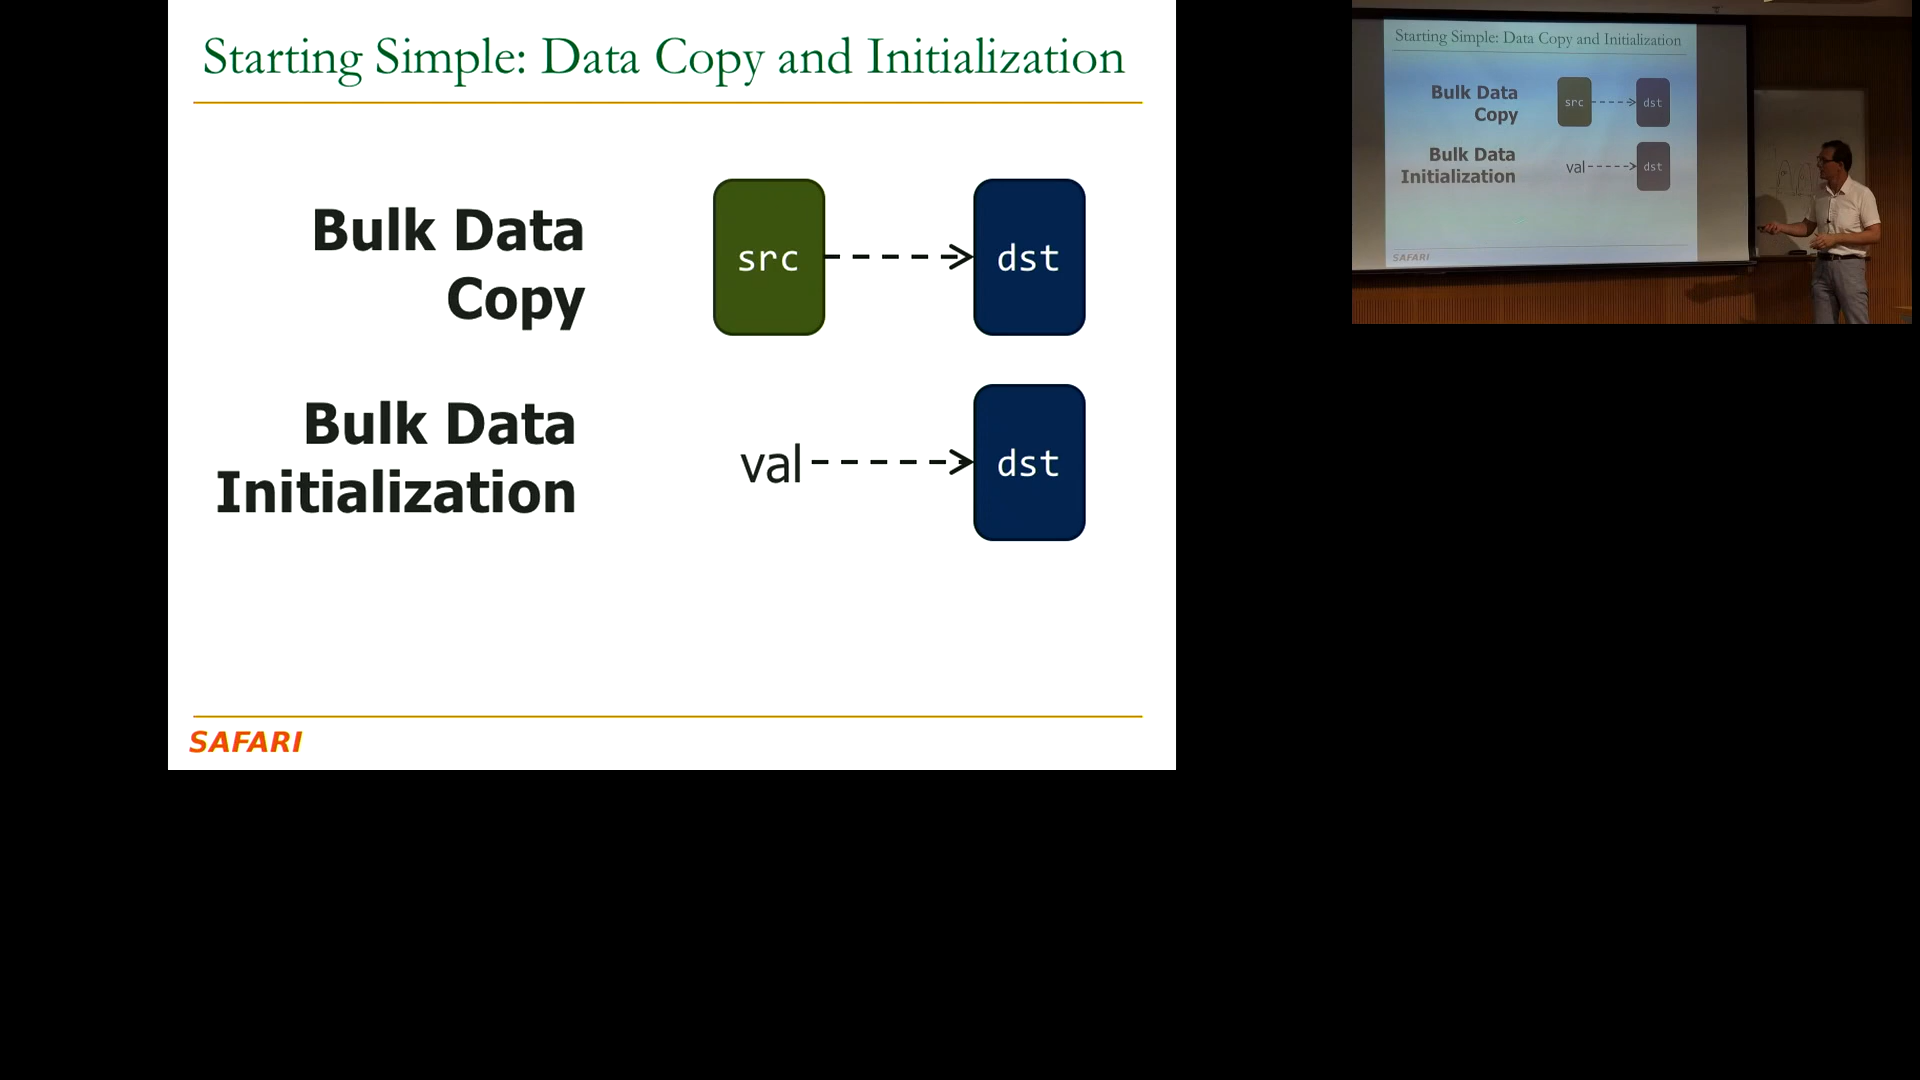 Starting Simple: Data Copy and Initialization
Bulk Data
Copy
src
dst
Bulk Data
Initialization
val
dst
SAFARI
Starting Simple: Data Copy and Initialization
Bulk Data
Copy
src
dst
Bulk Data
Initialization
val
dst
SAFARI